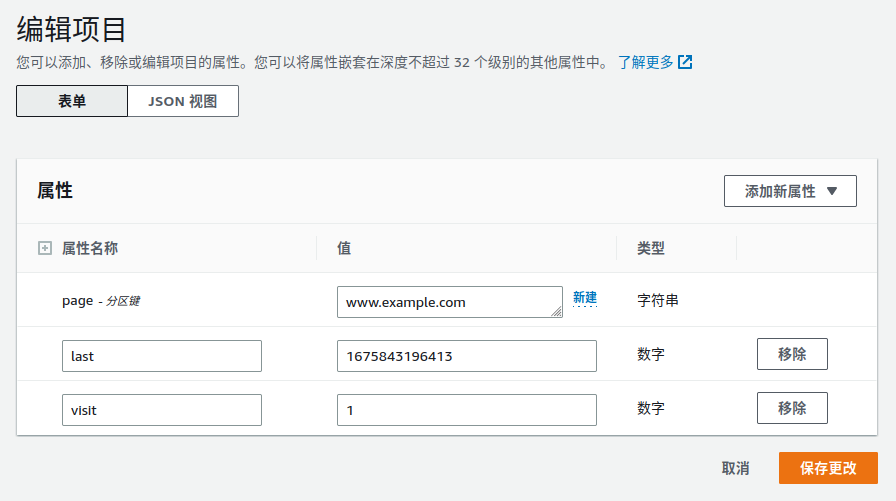 编辑项目
您可以添加、移除或编辑项目的属性。您可以将属性嵌套在深度不超过 32 个级别的其他属性中。 了解更多
表单 JSON 视图
属性 添加新属性
属性名称 值 类型
page - 分区键 www.example.com 新建 字符串
last 1675843196413 数字 移除
visit 1 数字 移除
取消 保存更改